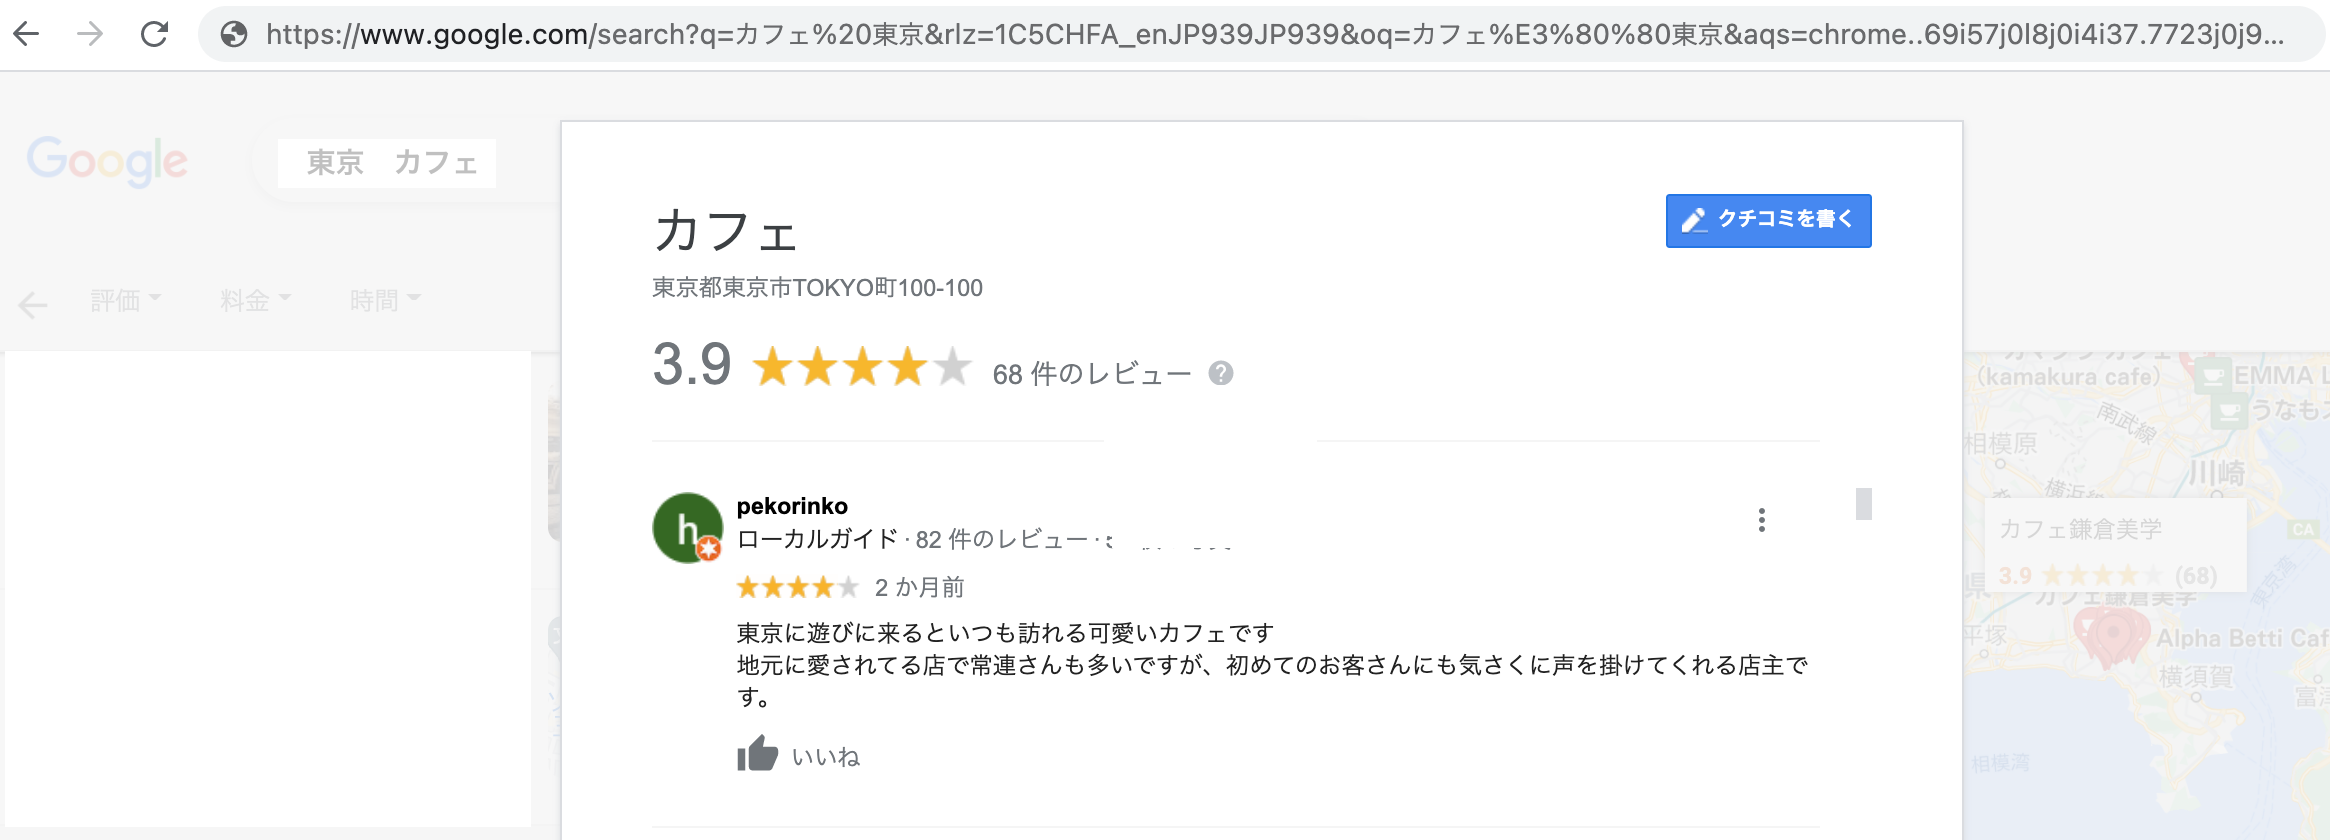 https://www.google.com/search?q=カフェ%20東京&rlz=1C5CHFA_enJP939JP939&oq=カフェ%E3%80%80東京&aqs=chrome..69i57j0l8j0i4i37.7723j0j9...
Google
東京　カフェ
評価
料金
時間
カフェ
クチコミを書く
東京都東京市TOKYO町100-100
3.9
68 件のレビュー
?
h
pekorinko
ローカルガイド · 82 件のレビュー ·
2 か月前
東京に遊びに来るといつも訪れる可愛いカフェです
地元に愛されてる店で常連さんも多いですが、初めてのお客さんにも気さくに声を掛けてくれる店主で
す。
いいね
(kamakura cafe)
EMMA
うなも
南武線
相模原
川崎
横浜線
カフェ鎌倉美学
CA
3.9
(68)
カフェ鎌倉美学
東京湾
平塚
Alpha Betti Caf
横須賀
富津
相模湾